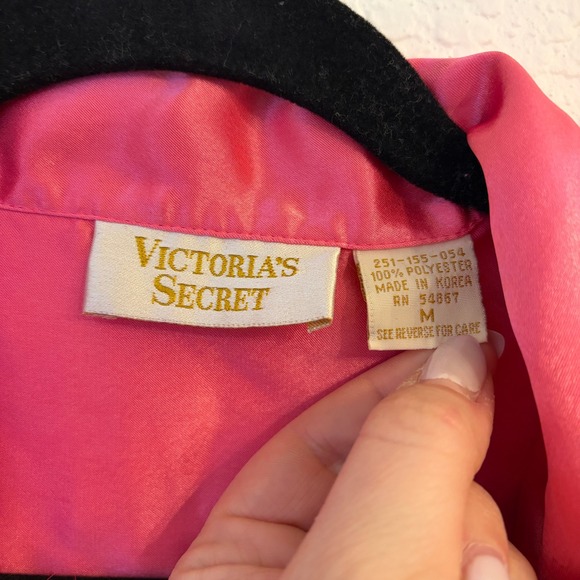 VICTORIA'S
SECRET
251-155-054
100% POLYESTER
MADE IN KOREA
RN 54867
M
SEE REVERSE FOR CARE